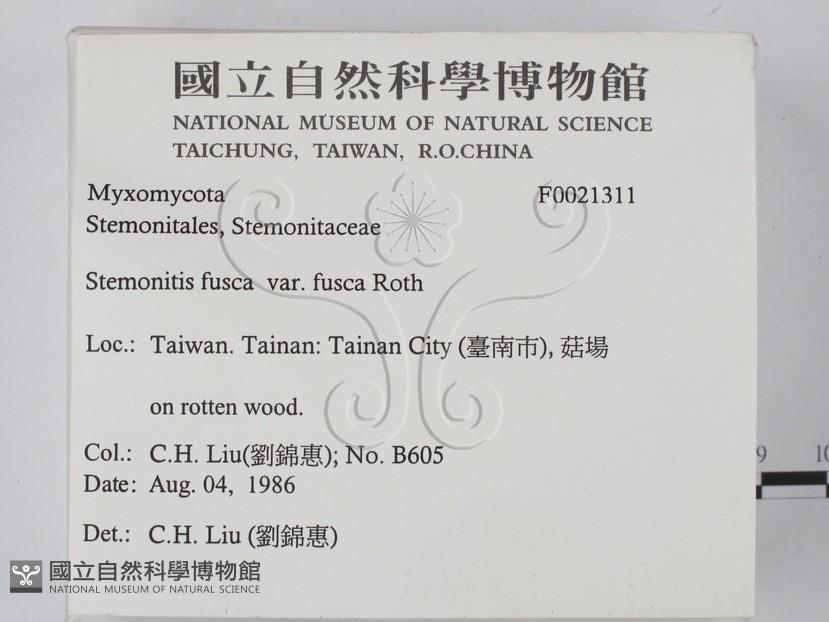 國立自然科學博物館
NATIONAL MUSEUM OF NATURAL SCIENCE
TAICHUNG, TAIWAN, R.O.CHINA
Myxomycota F0021311
Stemonitales, Stemonitaceae
Stemonitis fusca var. fusca Roth
Loc.: Taiwan. Tainan: Tainan City (臺南市), 菇場
on rotten wood.
Col.: C.H. Liu(劉錦惠); No. B605
Date: Aug. 04, 1986
Det.: C.H. Liu (劉錦惠)
9 10
國立自然科學博物館
NATIONAL MUSEUM OF NATURAL SCIENCE